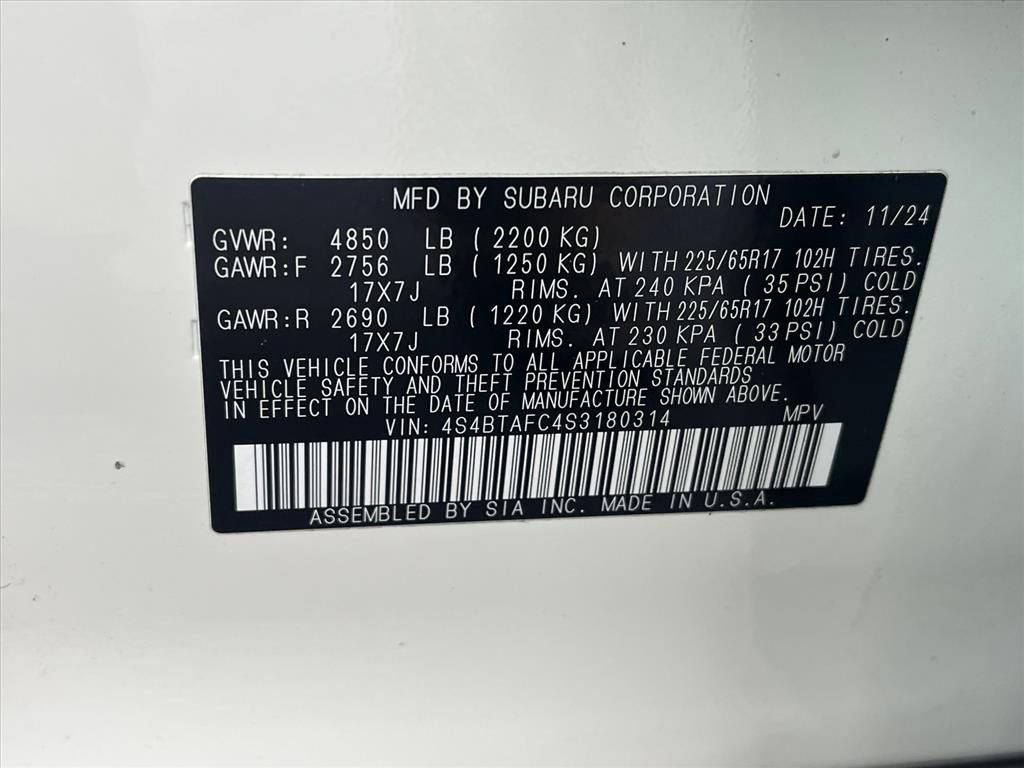 MFD BY SUBARU CORPORATION
DATE: 11/24
GVWR: 4850 LB ( 2200 KG)
GAWR:F 2756 LB ( 1250 KG) WITH 225/65R17 102H TIRES.
17X7J RIMS. AT 240 KPA ( 35 PSI) COLD
GAWR:R 2690 LB ( 1220 KG) WITH 225/65R17 102H TIRES.
17X7J RIMS. AT 230 KPA ( 33 PSI) COLD
THIS VEHICLE CONFORMS TO ALL APPLICABLE FEDERAL MOTOR
VEHICLE SAFETY AND THEFT PREVENTION STANDARDS
IN EFFECT ON THE DATE OF MANUFACTURE SHOWN ABOVE.
VIN: 4S4BTAFC4S3180314 MPV
ASSEMBLED BY SIA INC. MADE IN U.S.A.